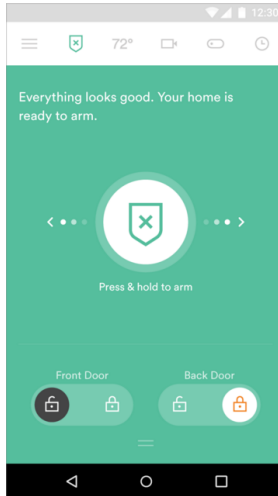 12:30
72°
Everything looks good. Your home is
ready to arm.
Press & hold to arm
Front Door
Back Door